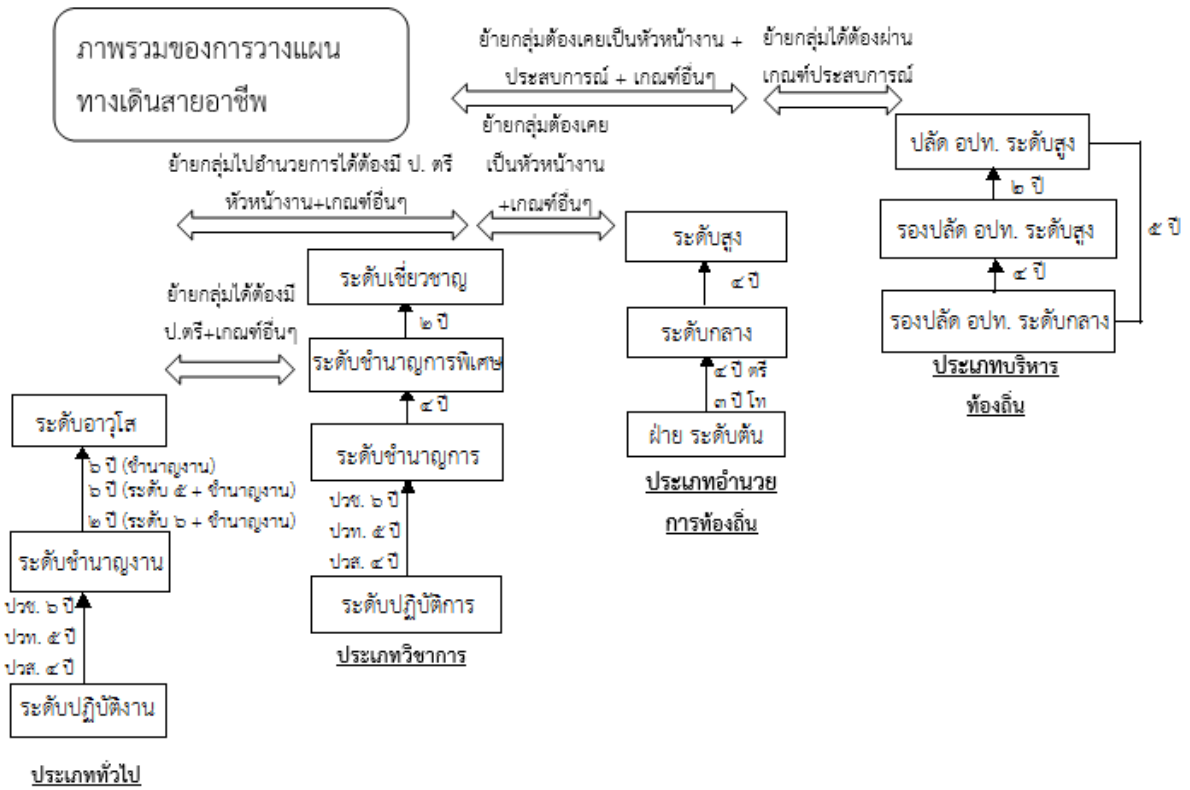 ภาพรวมของการวางแผน
ทางเดินสายอาชีพ
ย้ายกลุ่มต้องเคยเป็นหัวหน้างาน +
ประสบการณ์ + เกณฑ์อื่นๆ
ย้ายกลุ่มได้ต้องผ่าน
เกณฑ์ประสบการณ์
ย้ายกลุ่มไปอำนวยการได้ต้องมี ป. ตรี
หัวหน้างาน+เกณฑ์อื่นๆ
ย้ายกลุ่มต้องเคย
เป็นหัวหน้างาน
+เกณฑ์อื่นๆ
ย้ายกลุ่มได้ต้องมี
ป.ตรี+เกณฑ์อื่นๆ
ระดับอาวุโส
๖ ปี (ชำนาญงาน)
๖ ปี (ระดับ ๕ + ชำนาญงาน)
๒ ปี (ระดับ ๖ + ชำนาญงาน)
ระดับชำนาญงาน
ปวช. ๖ ปี
ปวท. ๕ ปี
ปวส. ๔ ปี
ระดับปฏิบัติงาน
ประเภททั่วไป
ระดับเชี่ยวชาญ
๒ ปี
ระดับชำนาญการพิเศษ
๔ ปี
ระดับชำนาญการ
ปวช. ๖ ปี
ปวท. ๕ ปี
ปวส. ๔ ปี
ระดับปฏิบัติการ
ประเภทวิชาการ
ระดับสูง
๔ ปี
ระดับกลาง
๔ ปี ตรี
๓ ปี โท
ฝ่าย ระดับต้น
ประเภทอำนวย
การท้องถิ่น
ปลัด อปท. ระดับสูง
๒ ปี
รองปลัด อปท. ระดับสูง
๕ ปี
๔ ปี
รองปลัด อปท. ระดับกลาง
ประเภทบริหาร
ท้องถิ่น